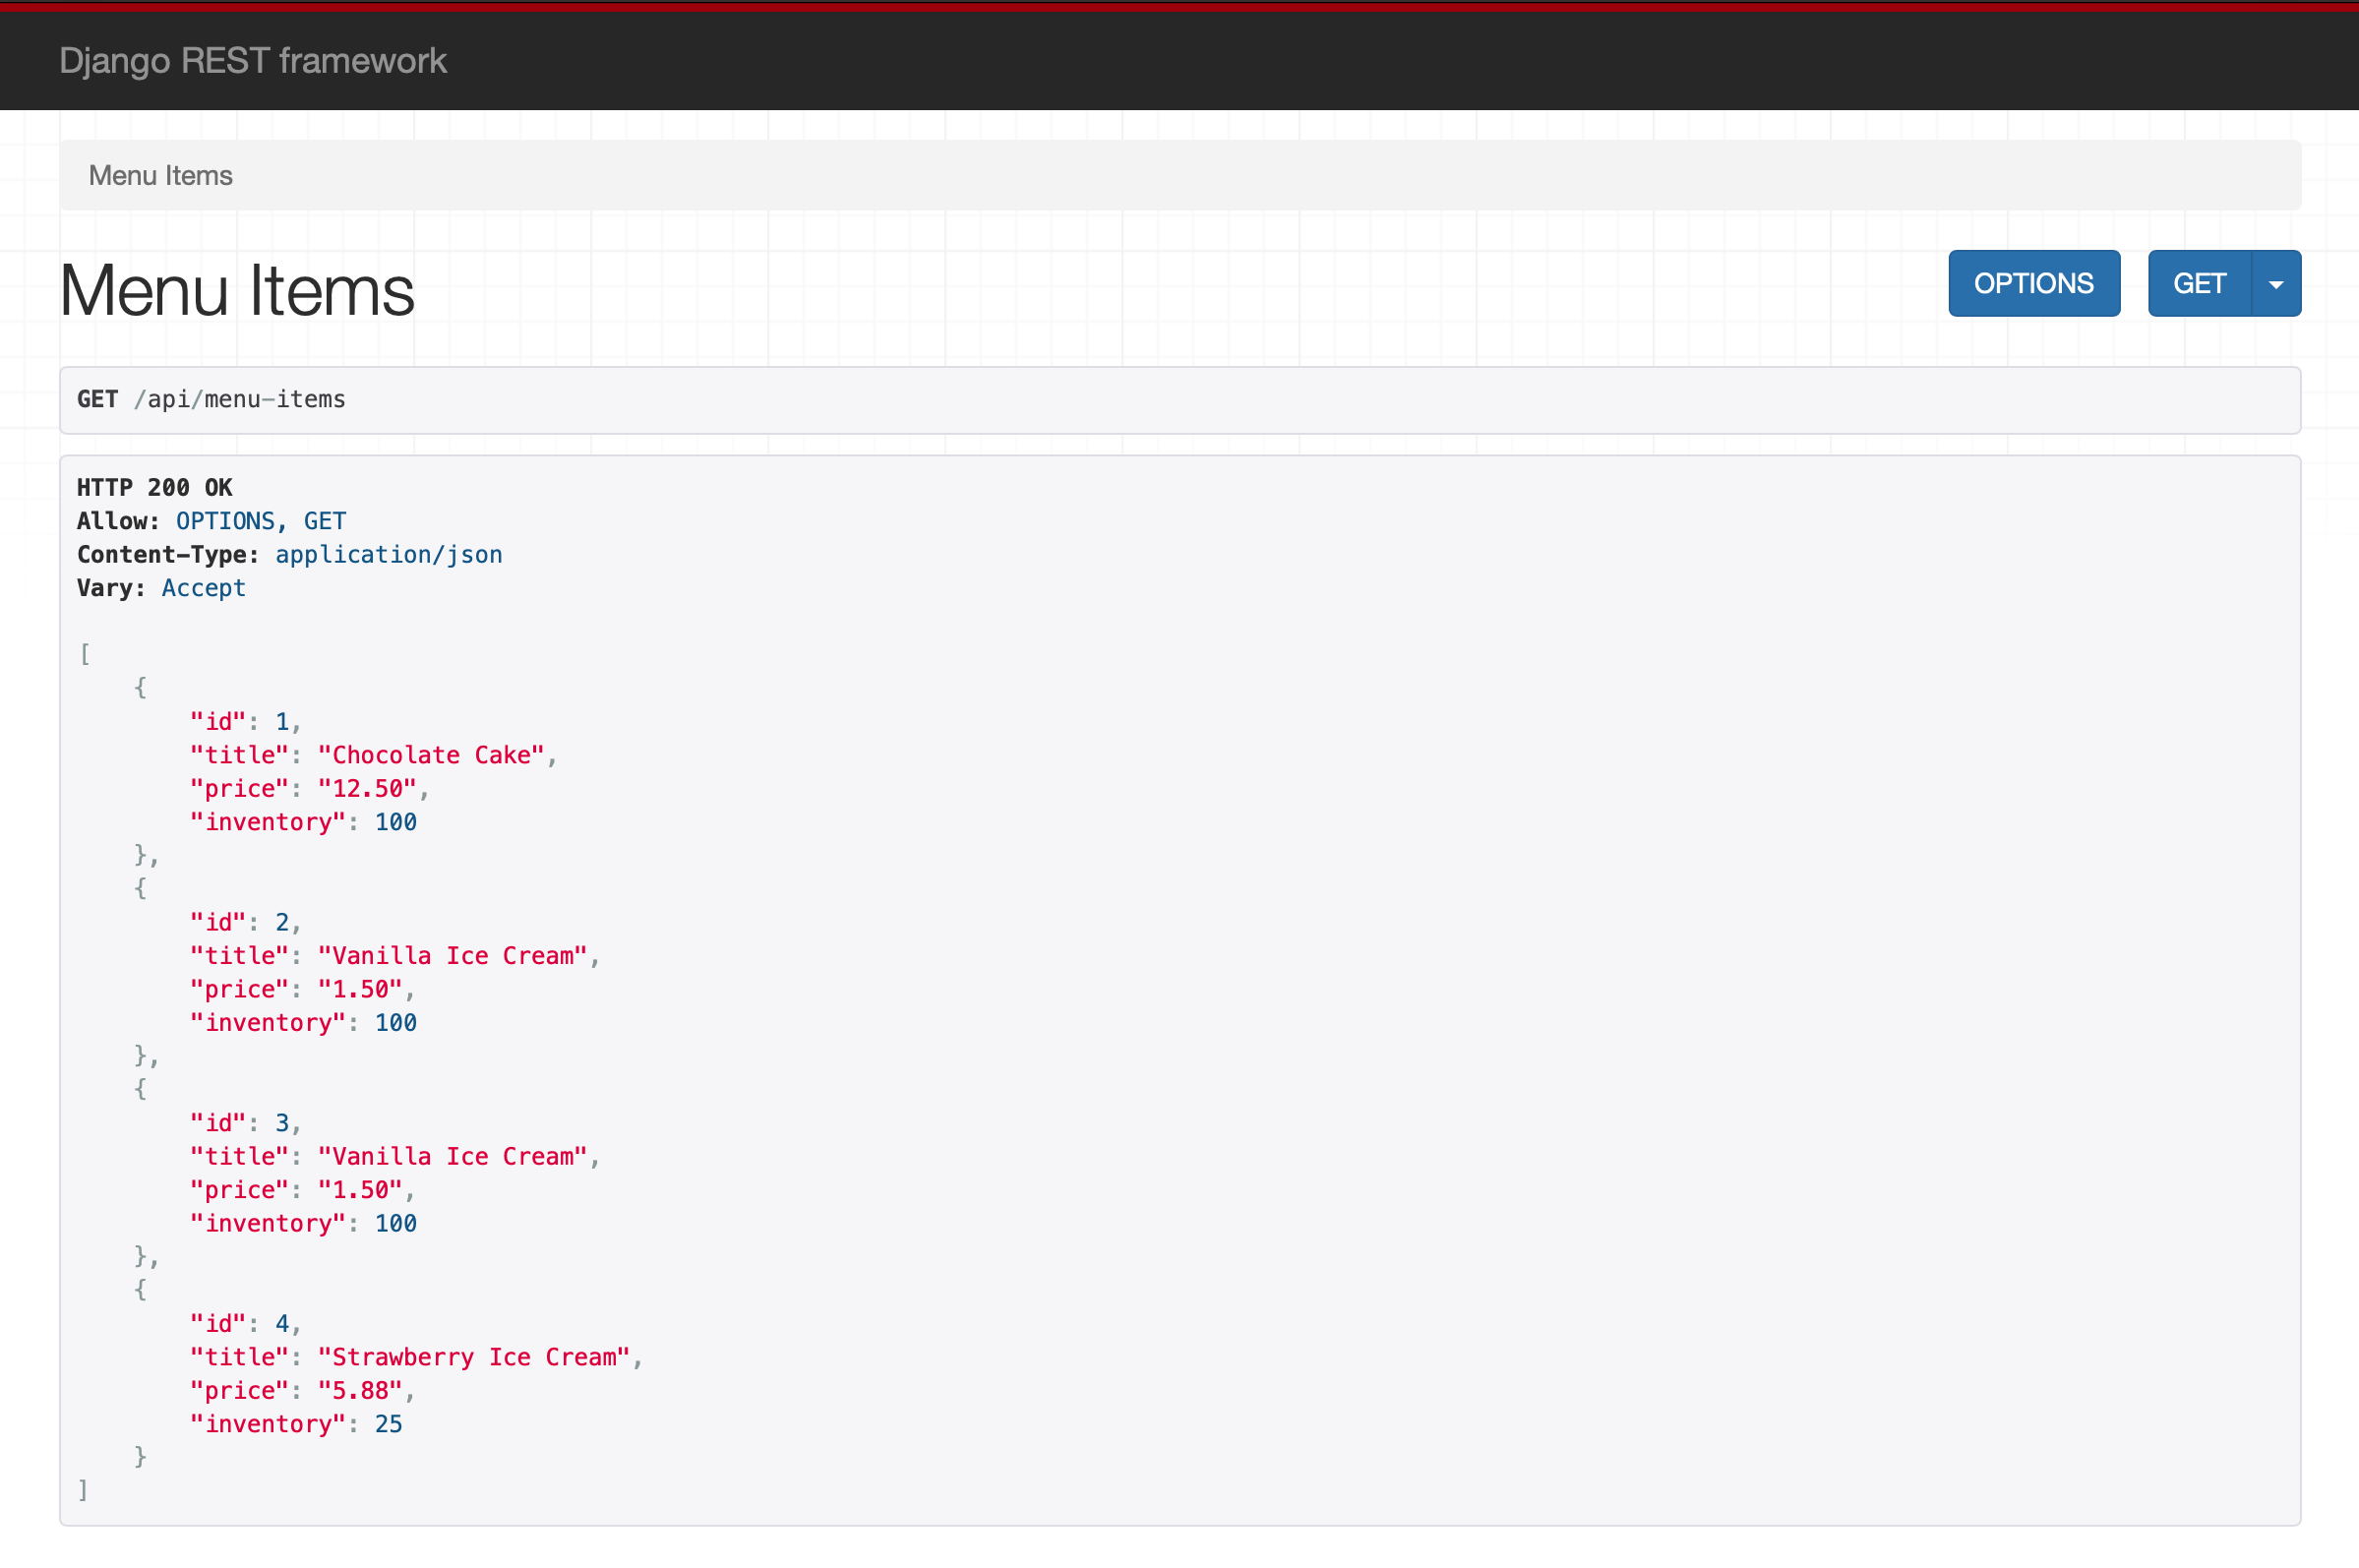 Django REST framework
Menu Items
Menu Items
OPTIONS
GET
GET /api/menu-items
HTTP 200 OK
Allow: OPTIONS, GET
Content-Type: application/json
Vary: Accept
[
    {
        "id": 1,
        "title": "Chocolate Cake",
        "price": "12.50",
        "inventory": 100
    },
    {
        "id": 2,
        "title": "Vanilla Ice Cream",
        "price": "1.50",
        "inventory": 100
    },
    {
        "id": 3,
        "title": "Vanilla Ice Cream",
        "price": "1.50",
        "inventory": 100
    },
    {
        "id": 4,
        "title": "Strawberry Ice Cream",
        "price": "5.88",
        "inventory": 25
    }
]